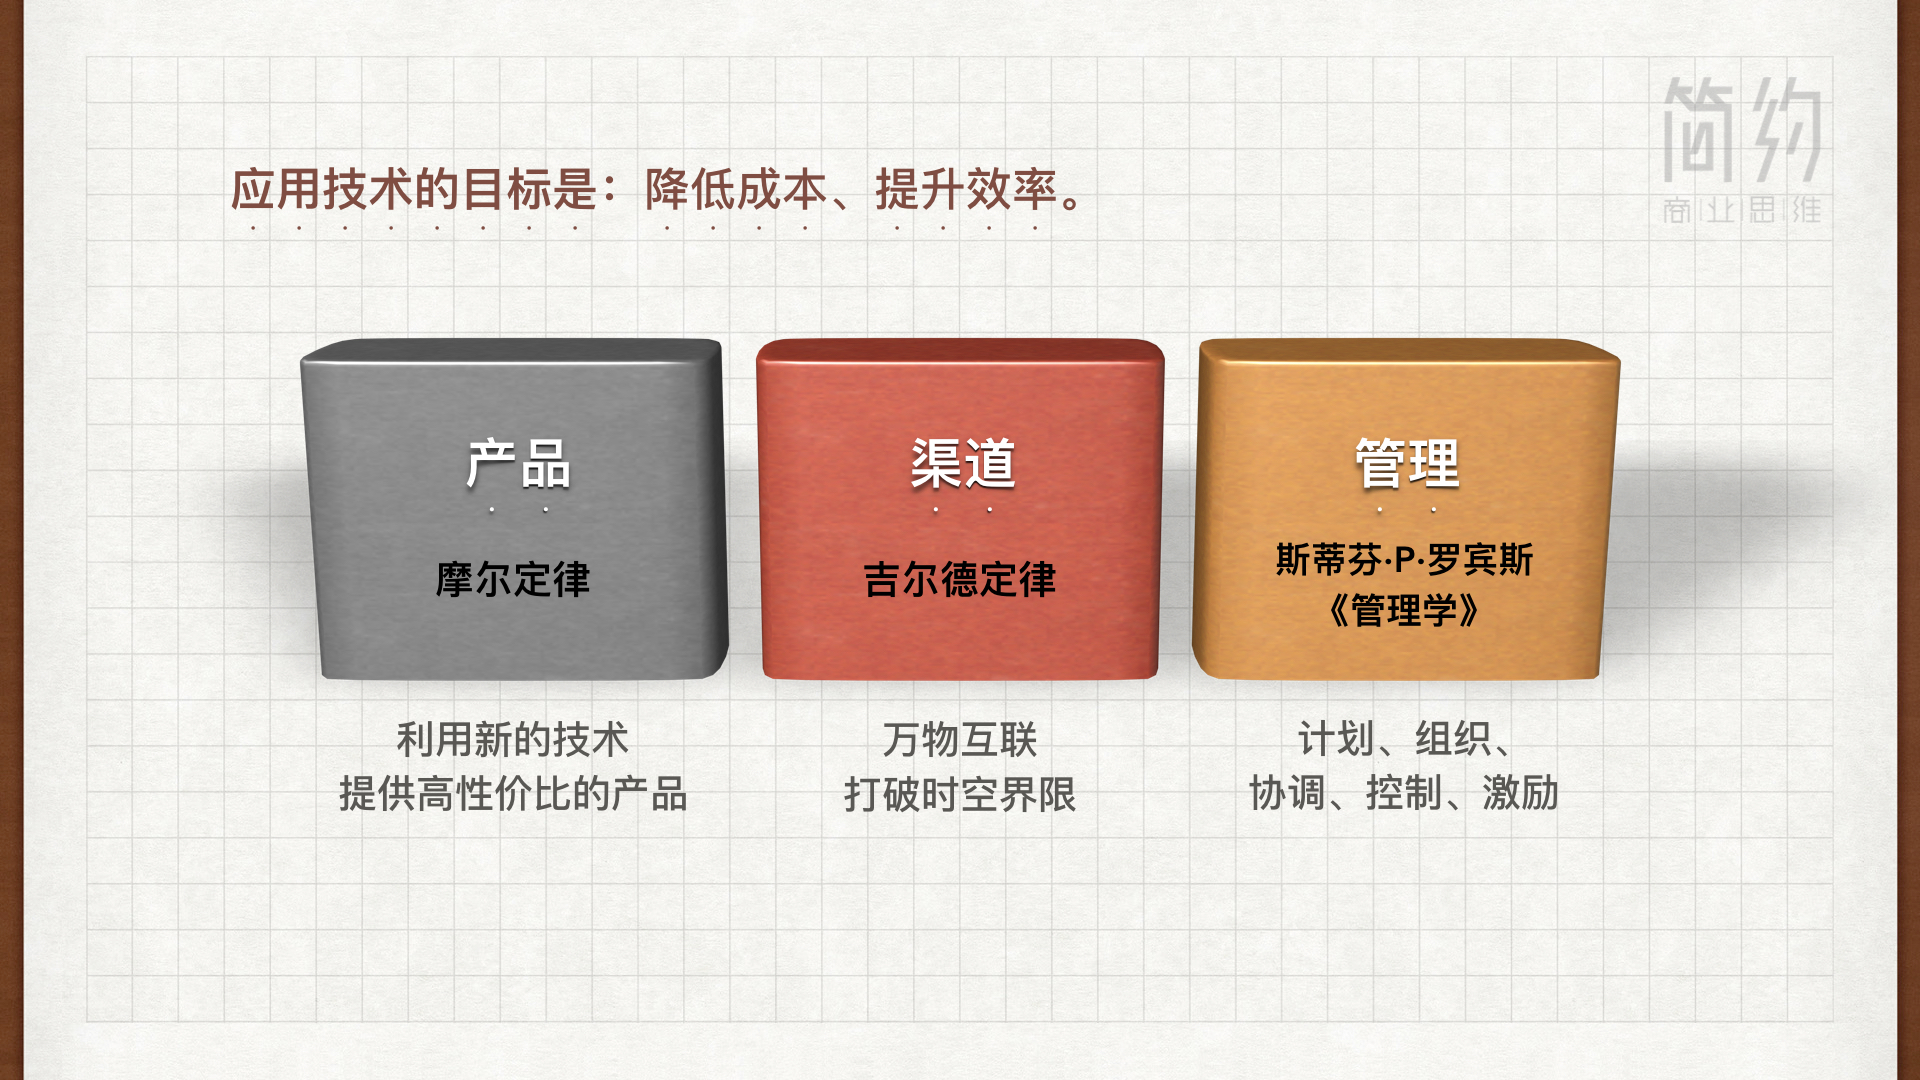 简约
商业思维
应用技术的目标是：降低成本、提升效率。
产品
摩尔定律
利用新的技术
提供高性价比的产品
渠道
吉尔德定律
万物互联
打破时空界限
管理
斯蒂芬·P·罗宾斯
《管理学》
计划、组织、
协调、控制、激励